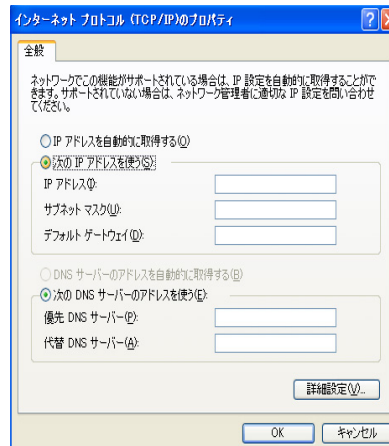 インターネット プロトコル (TCP/IP)のプロパティ
全般
ネットワークでこの機能がサポートされている場合は、IP 設定を自動的に取得することがで
きます。サポートされていない場合は、ネットワーク管理者に適切な IP 設定を問い合わせ
てください。
IP アドレスを自動的に取得する(O)
次の IP アドレスを使う(S):
IP アドレス(I):
サブネット マスク(U):
デフォルト ゲートウェイ(D):
DNS サーバーのアドレスを自動的に取得する(B)
次の DNS サーバーのアドレスを使う(E):
優先 DNS サーバー(P):
代替 DNS サーバー(A):
詳細設定(V)...
OK
キャンセル